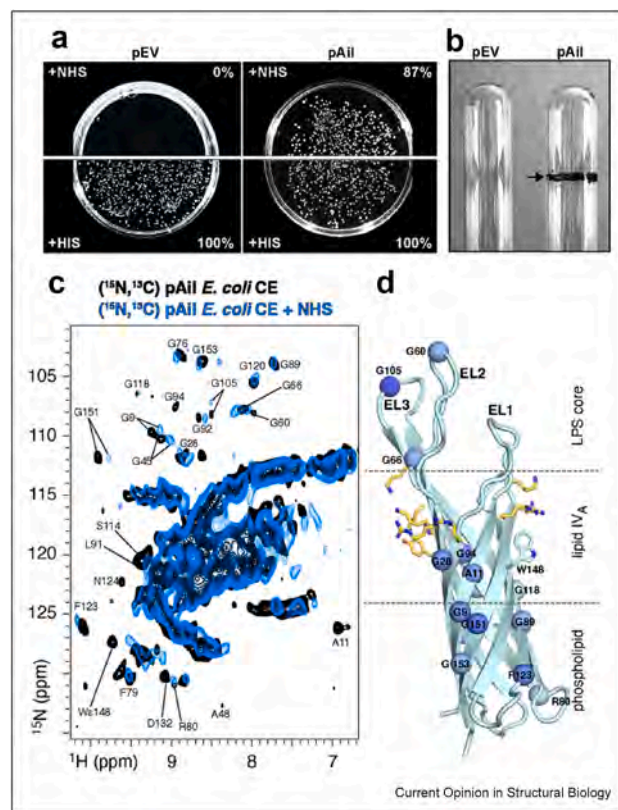 a
pEV
pAil
+NHS
0%
+NHS
87%
+HIS
100%
+HIS
100%
b
pEV
pAil
c
(¹⁵N,¹³C) pAil E. coli CE
(¹⁵N,¹³C) pAil E. coli CE + NHS
G76
G153
G120
G89
G118
G94
G105
G66
G151
G9
G92
G60
G45
G26
S114
L91
N124
F123
A11
Wε148
F79
D132
R80
A48
105
110
115
120
125
¹⁵N (ppm)
¹H (ppm)
9
8
7
d
G60
G105
EL2
EL3
EL1
G66
G94
G28
A11
W148
G118
G9
G151
G89
G153
F123
R80
LPS core
lipid IVA
phospholipid
Current Opinion in Structural Biology